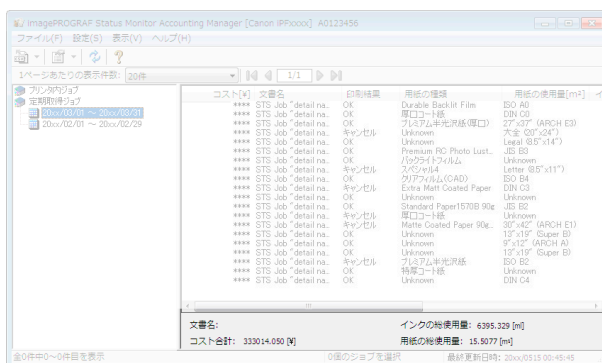 ImagePROGRAF Status Monitor Accounting Manager [Canon iPFxxxx] A0123456
ファイル(F) 設定(S) 表示(V) ヘルプ(H)
1ページあたりの表示件数: 20件 1/1
プリンタ内ジョブ
定期取得ジョブ
20xx/03/01 ～ 20xx/03/31
20xx/02/01 ～ 20xx/02/29
コスト[¥] 文書名 印刷結果 用紙の種類 用紙の使用量[m²] イ
**** STS Job "detail na... OK Durable Backlit Film ISO A0
**** STS Job "detail na... OK 厚口コート紙 DIN C0
**** STS Job "detail na... OK プレミアム半光沢紙(厚口) 27"x37" (ARCH E3)
**** STS Job "detail na... キャンセル Unknown 大全 (20"x24")
**** STS Job "detail na... OK Unknown Legal (8.5"x14")
**** STS Job "detail na... OK Premium RC Photo Lust... JIS B3
**** STS Job "detail na... OK バックライトフィルム Unknown
**** STS Job "detail na... キャンセル スペシャル4 Letter (8.5"x11")
**** STS Job "detail na... OK クリアフィルム(CAD) ISO B4
**** STS Job "detail na... キャンセル Extra Matt Coated Paper DIN C3
**** STS Job "detail na... OK Unknown Unknown
**** STS Job "detail na... OK Standard Paper1570B 90g JIS B2
**** STS Job "detail na... キャンセル 厚口コート紙 Unknown
**** STS Job "detail na... キャンセル Matte Coated Paper 90g... 30"x42" (ARCH E1)
**** STS Job "detail na... OK Unknown 13"x19" (Super B)
**** STS Job "detail na... OK Unknown 9"x12" (ARCH A)
**** STS Job "detail na... OK Unknown 13"x19" (Super B)
**** STS Job "detail na... キャンセル プレミアム半光沢紙 ISO B2
**** STS Job "detail na... OK 特厚コート紙 Unknown
**** STS Job "detail na... OK Unknown DIN C4
文書名: インクの総使用量: 6395.329 [ml]
コスト合計: 333014.050 [¥] 用紙の総使用量: 15.5077 [m²]
全0件中0～0件目を表示 0個のジョブを選択 最終更新日時: 20xx/0515 00:45:45